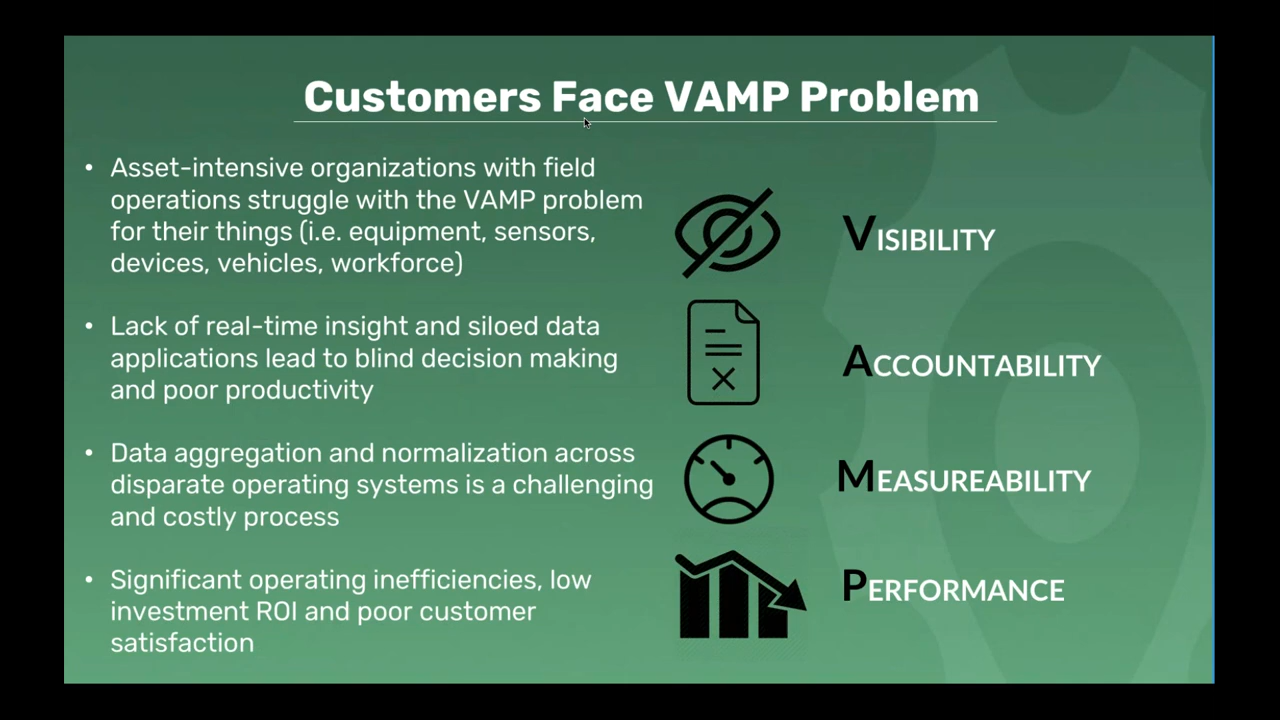 Customers Face VAMP Problem
• Asset-intensive organizations with field
operations struggle with the VAMP problem
for their things (i.e. equipment, sensors,
devices, vehicles, workforce)
• Lack of real-time insight and siloed data
applications lead to blind decision making
and poor productivity
• Data aggregation and normalization across
disparate operating systems is a challenging
and costly process
• Significant operating inefficiencies, low
investment ROI and poor customer
satisfaction
VISIBILITY
ACCOUNTABILITY
MEASUREABILITY
PERFORMANCE